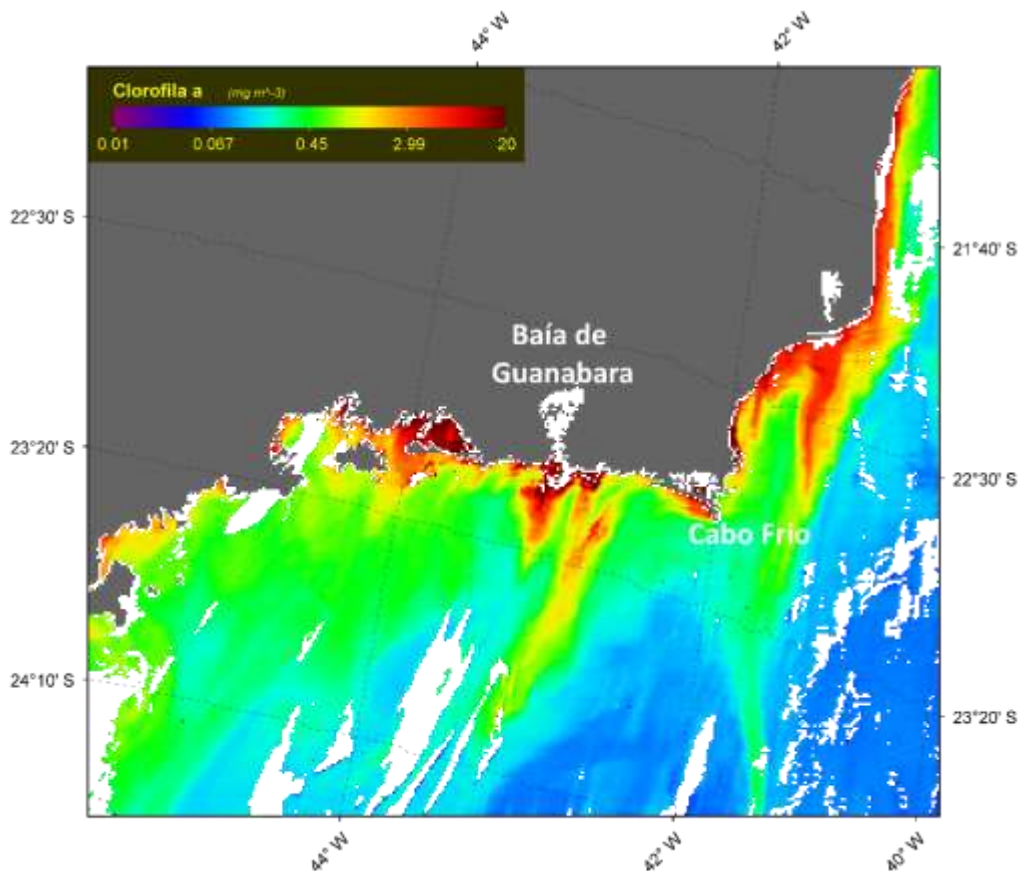 44° W
42° W
Clorofila a (mg m^-3)
0.01 0.067 0.45 2.99 20
22°30' S
21°40' S
Baía de
Guanabara
23°20' S
22°30' S
Cabo Frio
24°10' S
23°20' S
44° W
42° W
40° W